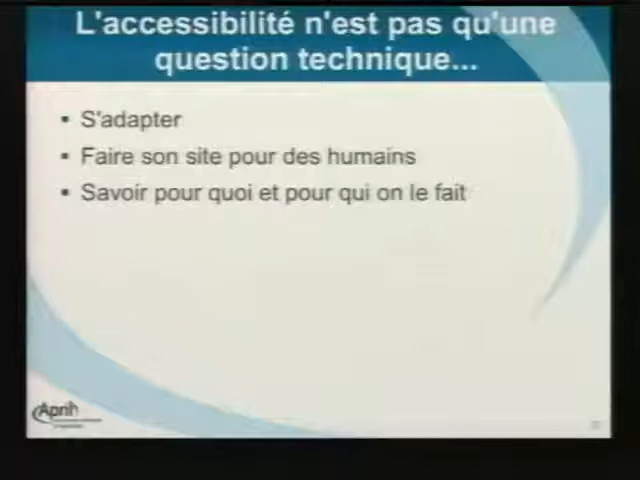 L'accessibilité n'est pas qu'une
question technique...
▪ S'adapter
▪ Faire son site pour des humains
▪ Savoir pour quoi et pour qui on le fait